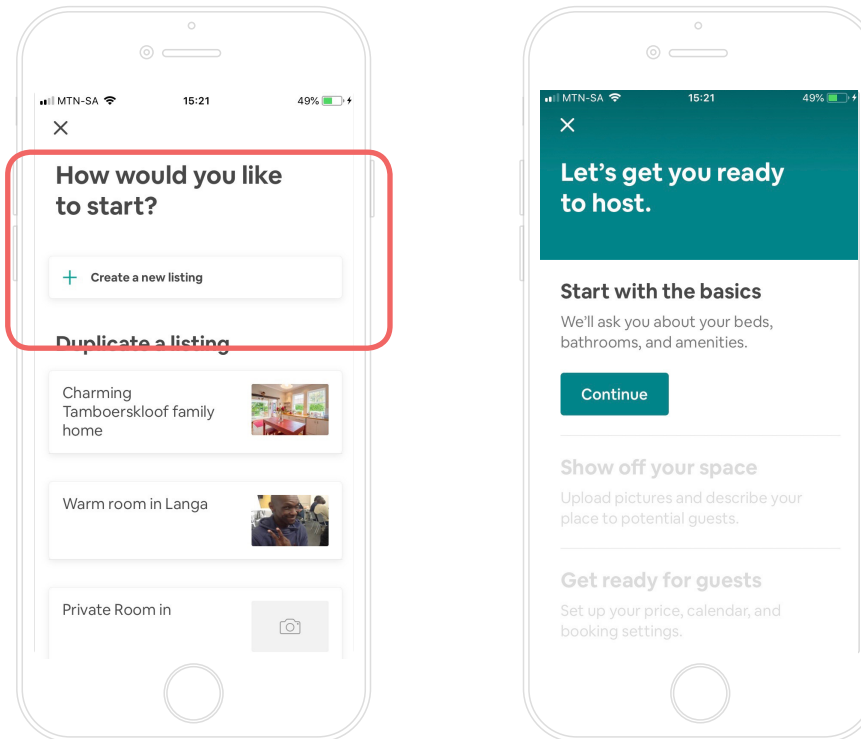 MTN-SA 15:21 49%
How would you like
to start?
Create a new listing
Duplicate a listing
Charming
Tamboerskloof family
home
Warm room in Langa
Private Room in
MTN-SA 15:21 49%
Let’s get you ready
to host.
Start with the basics
We’ll ask you about your beds,
bathrooms, and amenities.
Continue
Show off your space
Upload pictures and describe your
place to potential guests.
Get ready for guests
Set up your price, calendar, and
booking settings.